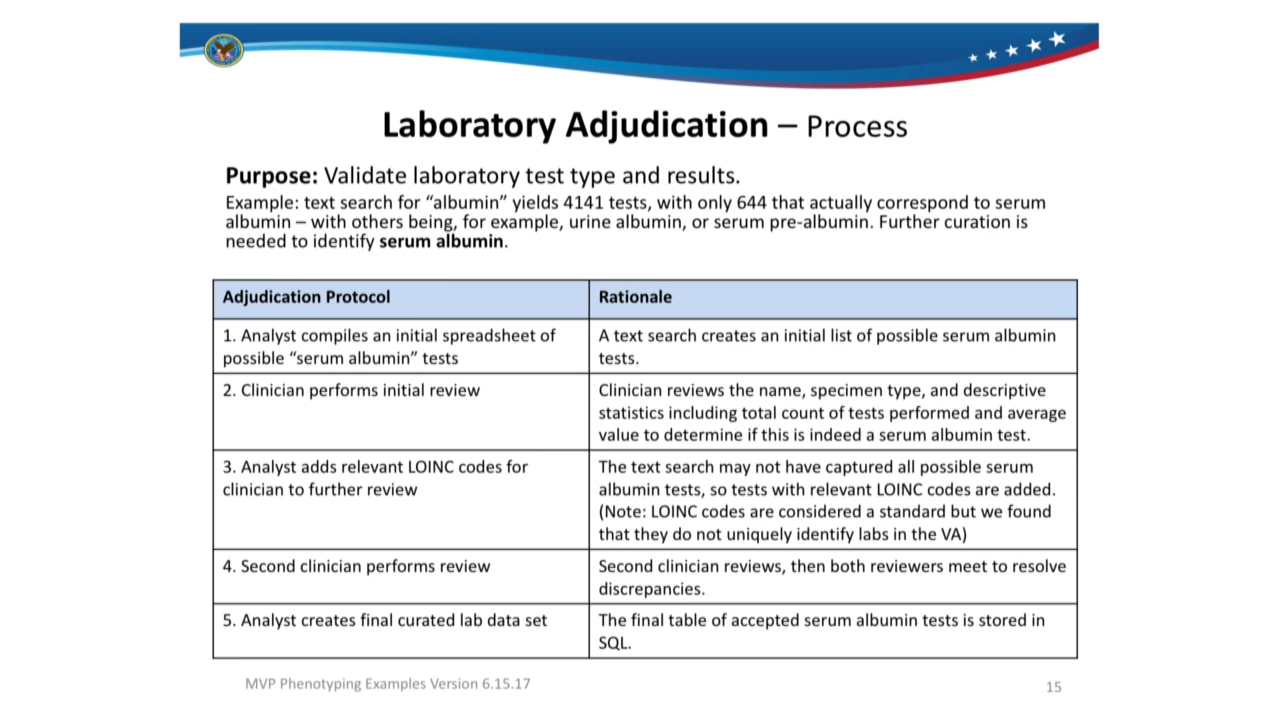 Laboratory Adjudication – Process
Purpose: Validate laboratory test type and results.
Example: text search for “albumin” yields 4141 tests, with only 644 that actually correspond to serum
albumin – with others being, for example, urine albumin, or serum pre-albumin. Further curation is
needed to identify serum albumin.
Adjudication Protocol
Rationale
1. Analyst compiles an initial spreadsheet of
possible “serum albumin” tests
A text search creates an initial list of possible serum albumin
tests.
2. Clinician performs initial review
Clinician reviews the name, specimen type, and descriptive
statistics including total count of tests performed and average
value to determine if this is indeed a serum albumin test.
3. Analyst adds relevant LOINC codes for
clinician to further review
The text search may not have captured all possible serum
albumin tests, so tests with relevant LOINC codes are added.
(Note: LOINC codes are considered a standard but we found
that they do not uniquely identify labs in the VA)
4. Second clinician performs review
Second clinician reviews, then both reviewers meet to resolve
discrepancies.
5. Analyst creates final curated lab data set
The final table of accepted serum albumin tests is stored in
SQL.
MVP Phenotyping Examples Version 6.15.17
15